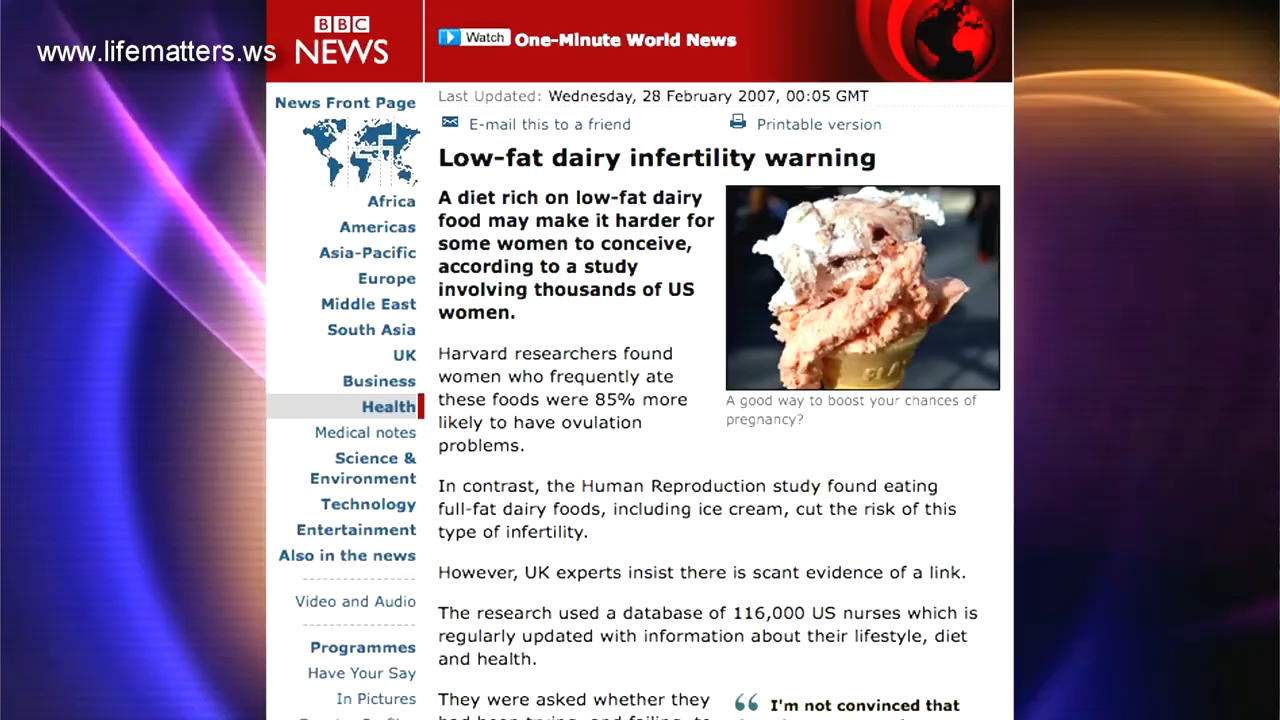 www.lifematters.ws
BBC
NEWS
Watch One-Minute World News
News Front Page
Africa
Americas
Asia-Pacific
Europe
Middle East
South Asia
UK
Business
Health
Medical notes
Science &
Environment
Technology
Entertainment
Also in the news
Video and Audio
Programmes
Have Your Say
In Pictures
Last Updated: Wednesday, 28 February 2007, 00:05 GMT
E-mail this to a friend
Printable version
Low-fat dairy infertility warning
A diet rich on low-fat dairy
food may make it harder for
some women to conceive,
according to a study
involving thousands of US
women.
A good way to boost your chances of
pregnancy?
Harvard researchers found
women who frequently ate
these foods were 85% more
likely to have ovulation
problems.
In contrast, the Human Reproduction study found eating
full-fat dairy foods, including ice cream, cut the risk of this
type of infertility.
However, UK experts insist there is scant evidence of a link.
The research used a database of 116,000 US nurses which is
regularly updated with information about their lifestyle, diet
and health.
They were asked whether they
“ I'm not convinced that